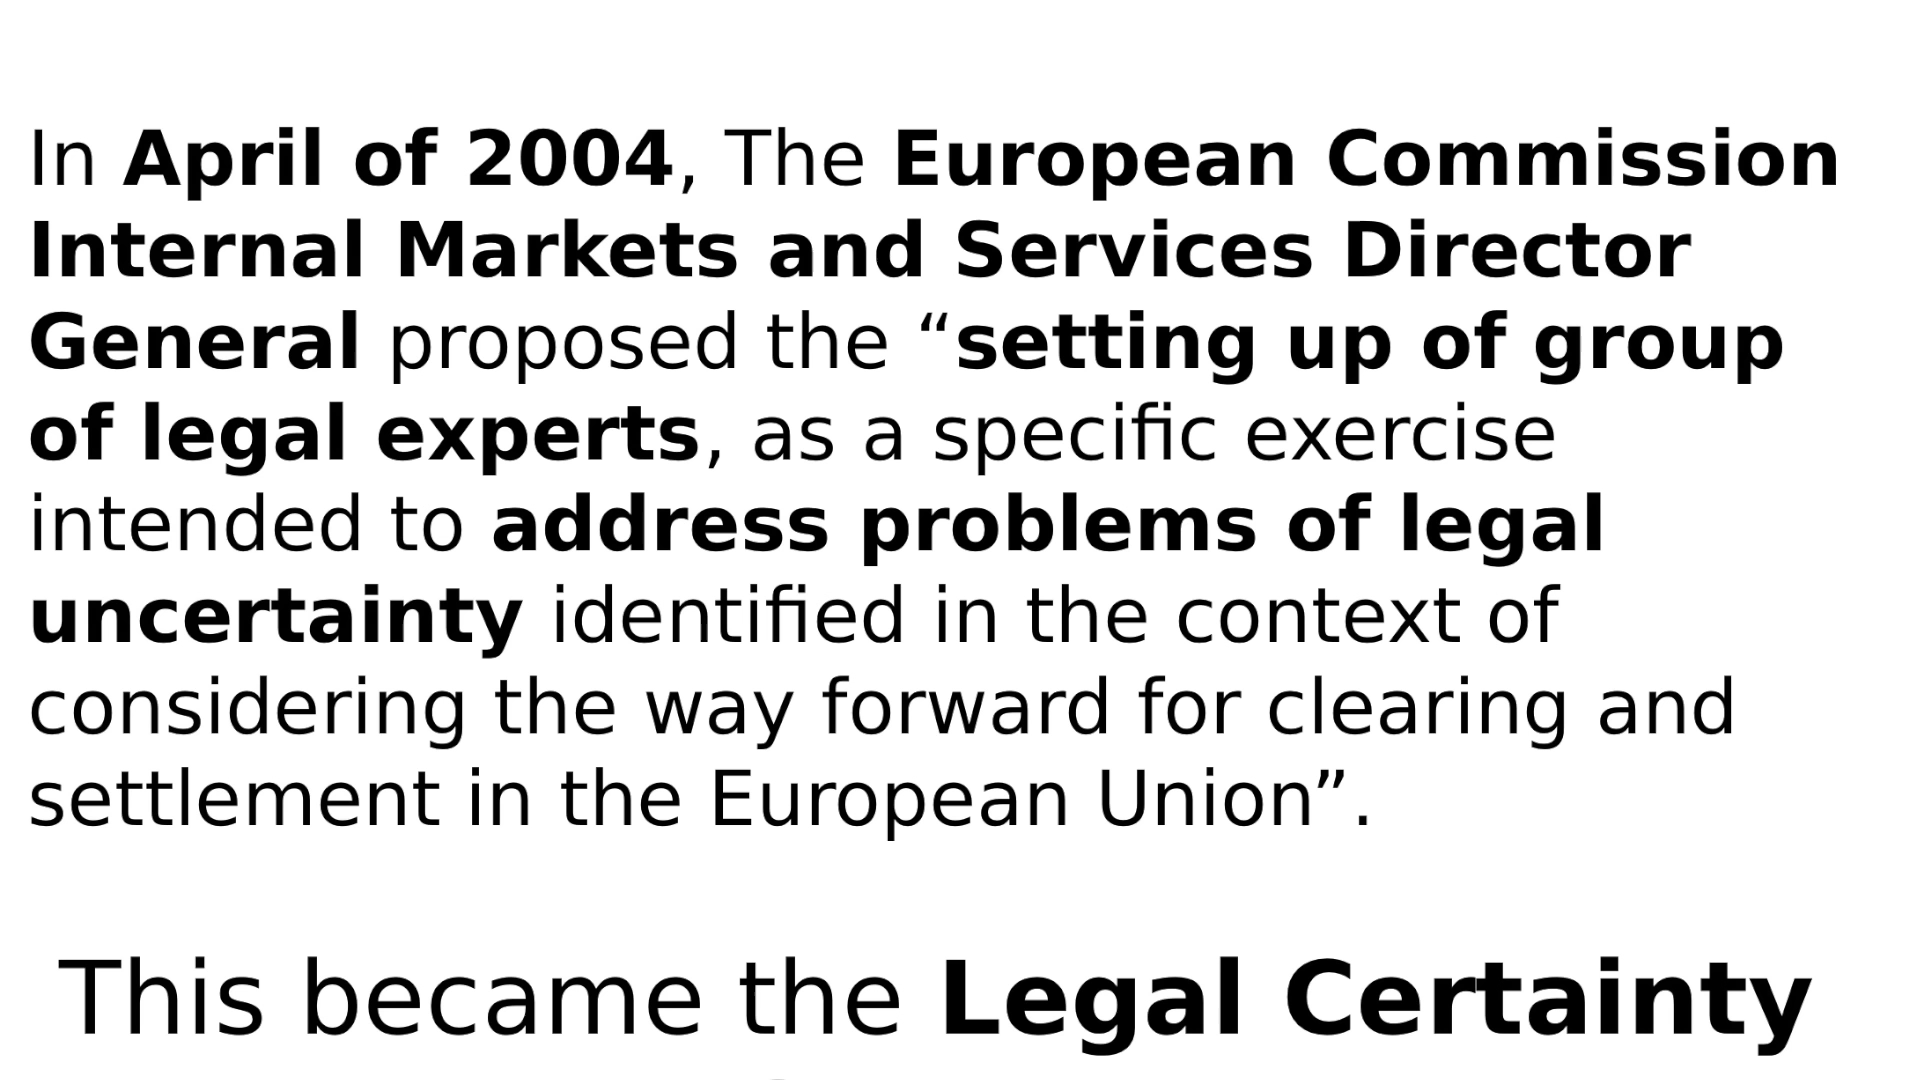 In April of 2004, The European Commission
Internal Markets and Services Director
General proposed the “setting up of group
of legal experts, as a specific exercise
intended to address problems of legal
uncertainty identified in the context of
considering the way forward for clearing and
settlement in the European Union”.
This became the Legal Certainty